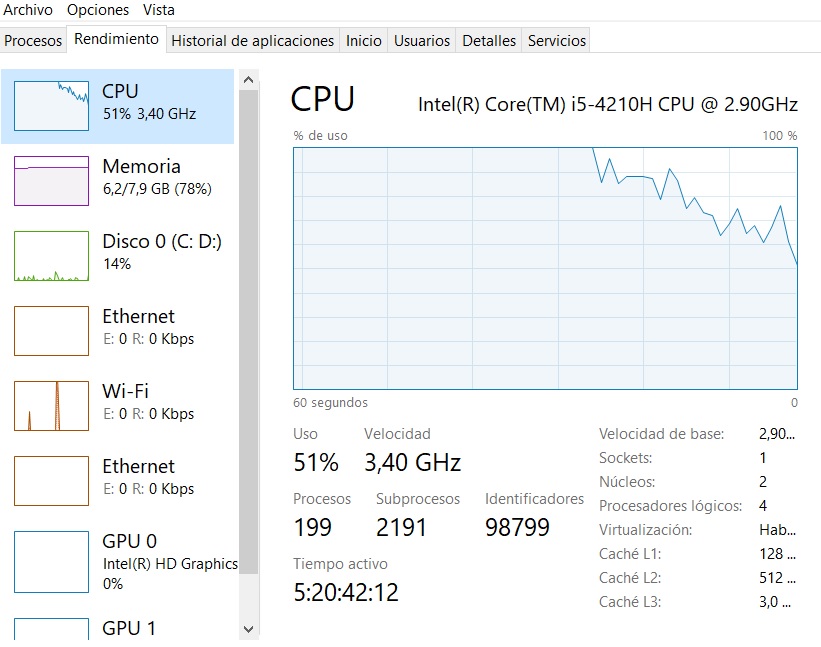 Archivo Opciones Vista
Procesos Rendimiento Historial de aplicaciones Inicio Usuarios Detalles Servicios
CPU
51% 3,40 GHz
Memoria
6,2/7,9 GB (78%)
Disco 0 (C: D:)
14%
Ethernet
E: 0 R: 0 Kbps
Wi-Fi
E: 0 R: 0 Kbps
Ethernet
E: 0 R: 0 Kbps
GPU 0
Intel(R) HD Graphics
0%
GPU 1
CPU Intel(R) Core(TM) i5-4210H CPU @ 2.90GHz
% de uso 100 %
60 segundos 0
Uso Velocidad
51% 3,40 GHz
Procesos Subprocesos Identificadores
199 2191 98799
Tiempo activo
5:20:42:12
Velocidad de base: 2,90...
Sockets: 1
Núcleos: 2
Procesadores lógicos: 4
Virtualización: Hab...
Caché L1: 128 ...
Caché L2: 512 ...
Caché L3: 3,0 ...